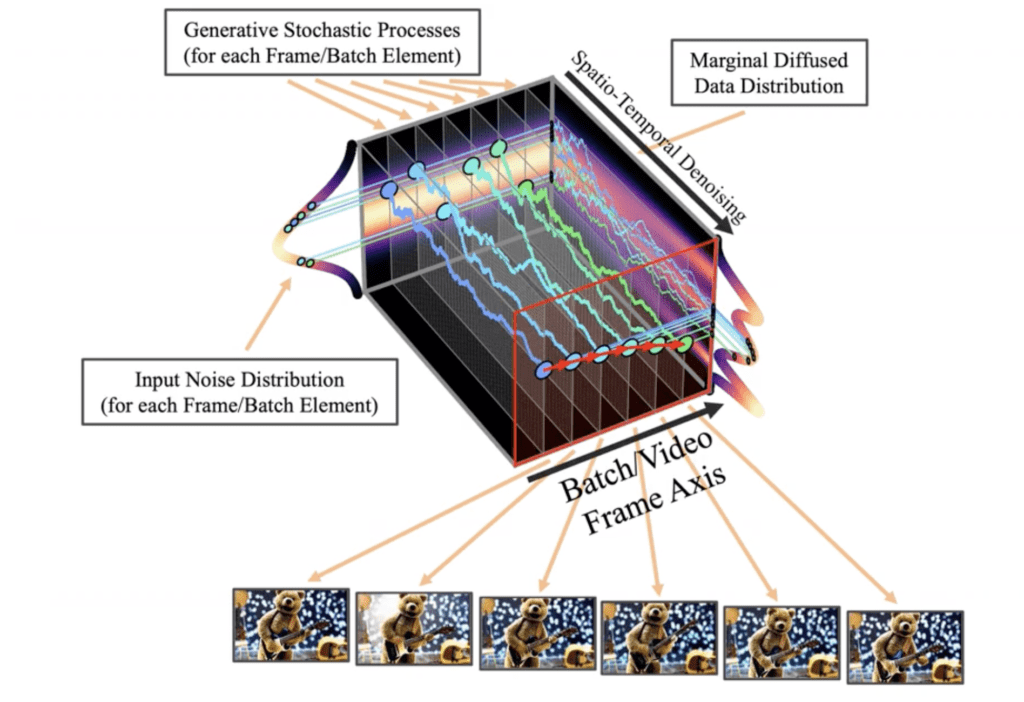 Generative Stochastic Processes
(for each Frame/Batch Element)
Marginal Diffused
Data Distribution
Spatio-Temporal Denoising
Input Noise Distribution
(for each Frame/Batch Element)
Batch/Video
Frame Axis